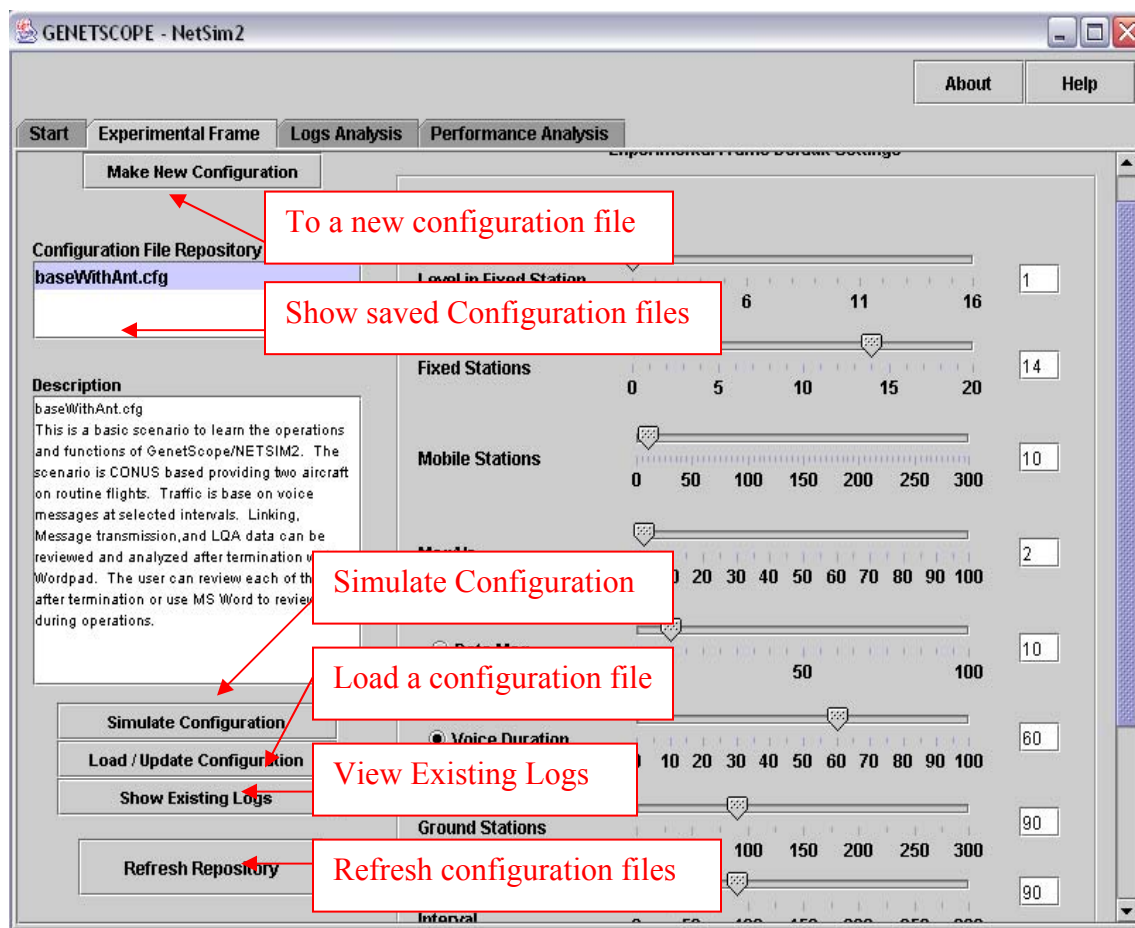 GENETSCOPE - NetSim2
About Help
Start Experimental Frame Logs Analysis Performance Analysis
Make New Configuration
Experimental Frame Default Settings
To a new configuration file
Configuration File Repository
baseWithAnt.cfg
Show saved Configuration files
Level in Fixed Station
6 11 16
1
Fixed Stations
0 5 10 15 20
14
Description
baseWithAnt.cfg
This is a basic scenario to learn the operations
and functions of GenetScope/NETSIM2. The
scenario is CONUS based providing two aircraft
on routine flights. Traffic is base on voice
messages at selected intervals. Linking,
Message transmission,and LQA data can be
reviewed and analyzed after termination
Wordpad. The user can review each of
after termination or use MS Word to review
during operations.
Mobile Stations
0 50 100 150 200 250 300
10
20 30 40 50 60 70 80 90 100
2
Simulate Configuration
50 100
10
Load a configuration file
Simulate Configuration
Load / Update Configuration
Show Existing Logs
Refresh Repository
Voice Duration
10 20 30 40 50 60 70 80 90 100
60
View Existing Logs
Ground Stations
100 150 200 250 300
90
Refresh configuration files
Interval
90